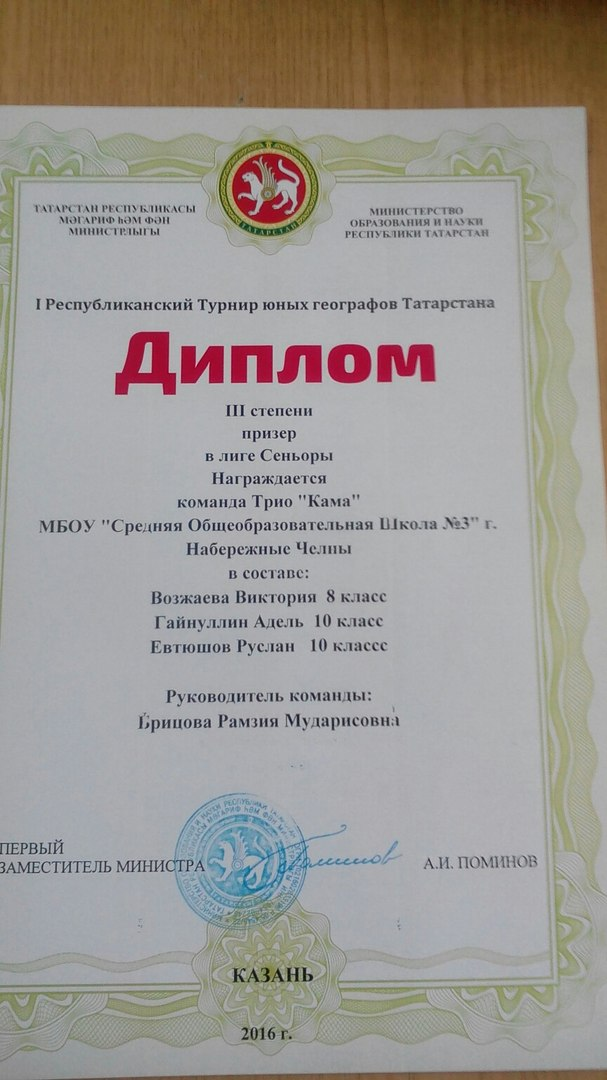 ТАТАРСТАН РЕСПУБЛИКАСЫ
МӘГАРИФ ҺӘМ ФӘН
МИНИСТРЛЫГЫ
ТАТАРСТАН
МИНИСТЕРСТВО
ОБРАЗОВАНИЯ И НАУКИ
РЕСПУБЛИКИ ТАТАРСТАН
I Республиканский Турнир юных географов Татарстана
Диплом
III степени
призер
в лиге Сеньоры
Награждается
команда Трио "Кама"
МБОУ "Средняя Общеобразовательная Школа №3" г.
Набережные Челны
в составе:
Возжаева Виктория 8 класс
Гайнуллин Адель 10 класс
Евтюшов Руслан 10 классс
Руководитель команды:
Рамзия Мударисовна
ПЕРВЫЙ
ЗАМЕСТИТЕЛЬ МИНИСТРА
А.И. ПОМИНОВ
КАЗАНЬ
2016 г.